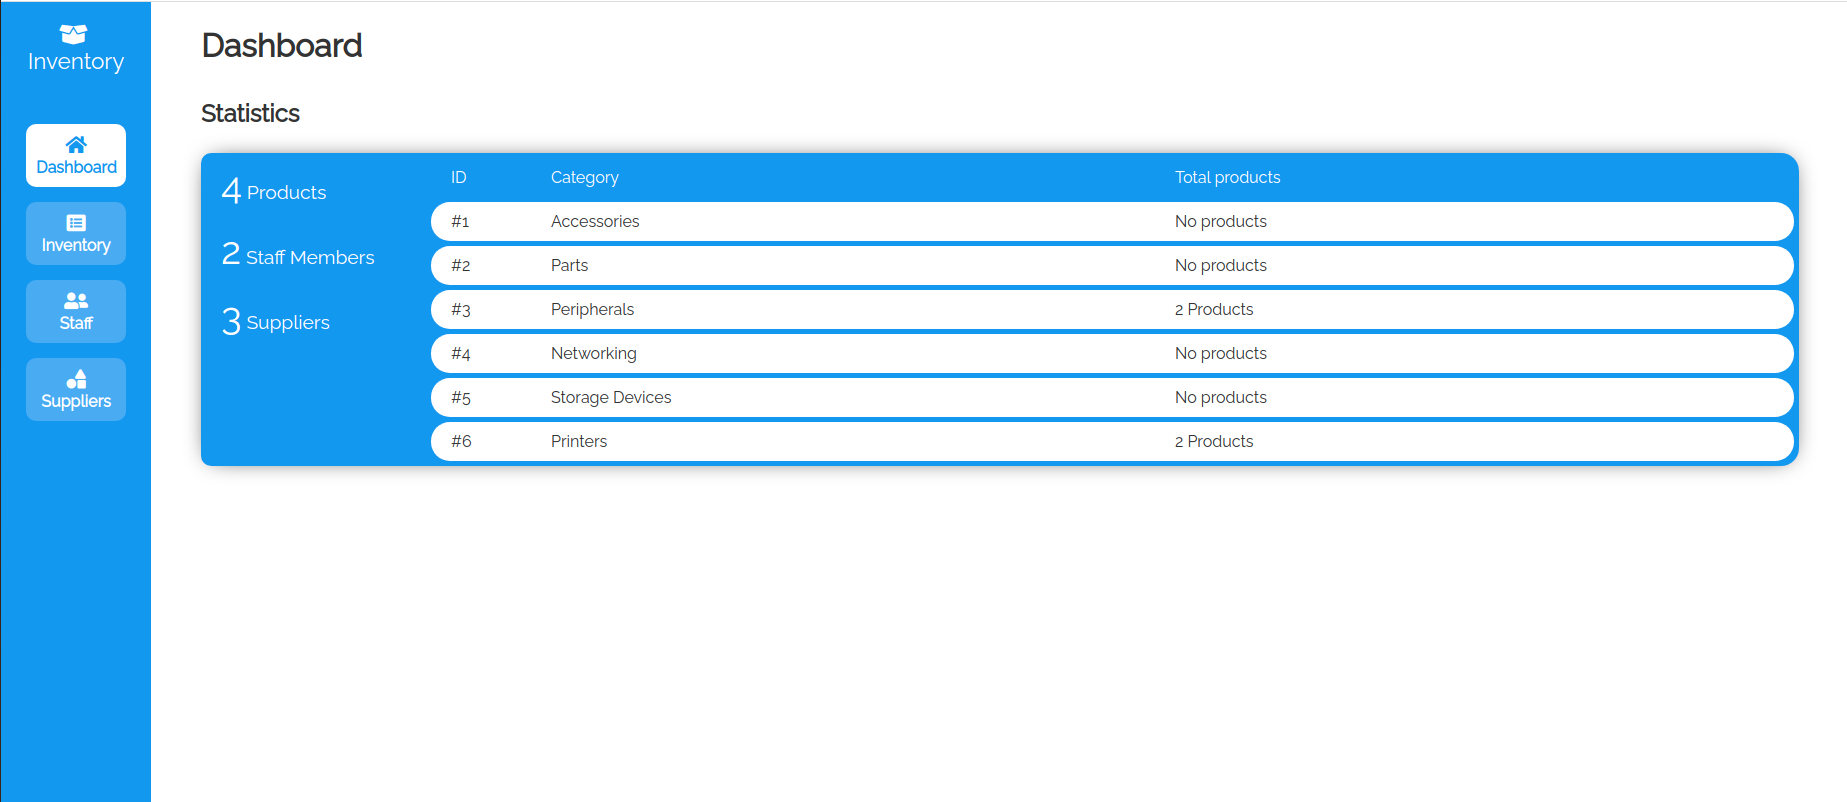 Inventory
Dashboard
Inventory
Staff
Suppliers
Dashboard
Statistics
4 Products
2 Staff Members
3 Suppliers
ID Category Total products
#1 Accessories No products
#2 Parts No products
#3 Peripherals 2 Products
#4 Networking No products
#5 Storage Devices No products
#6 Printers 2 Products